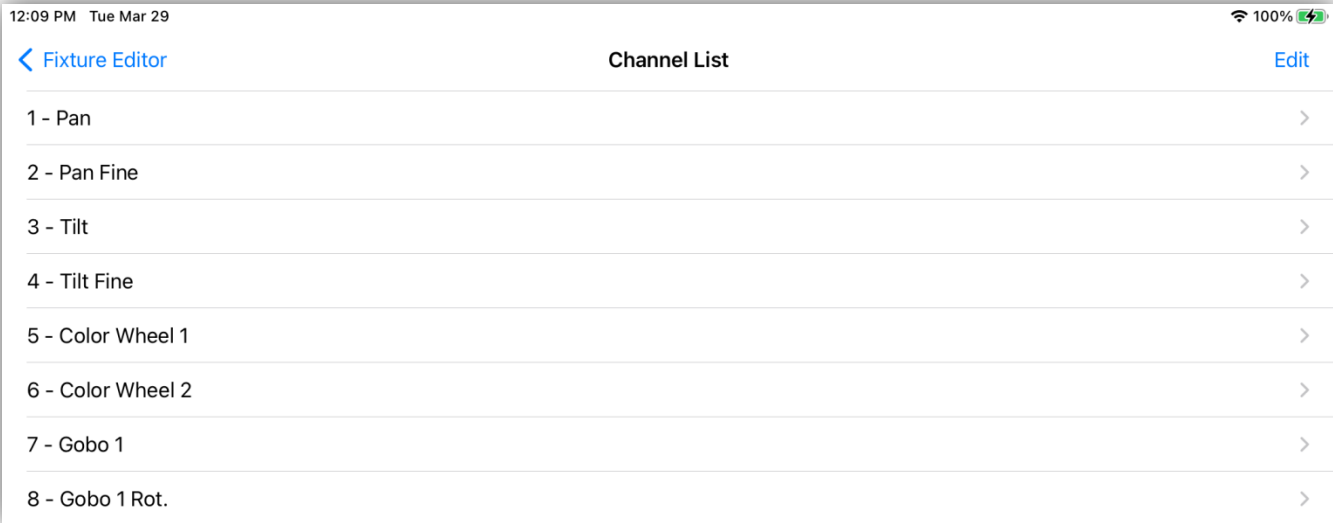 12:09 PM Tue Mar 29 100%
Fixture Editor Channel List Edit
1 - Pan
2 - Pan Fine
3 - Tilt
4 - Tilt Fine
5 - Color Wheel 1
6 - Color Wheel 2
7 - Gobo 1
8 - Gobo 1 Rot.